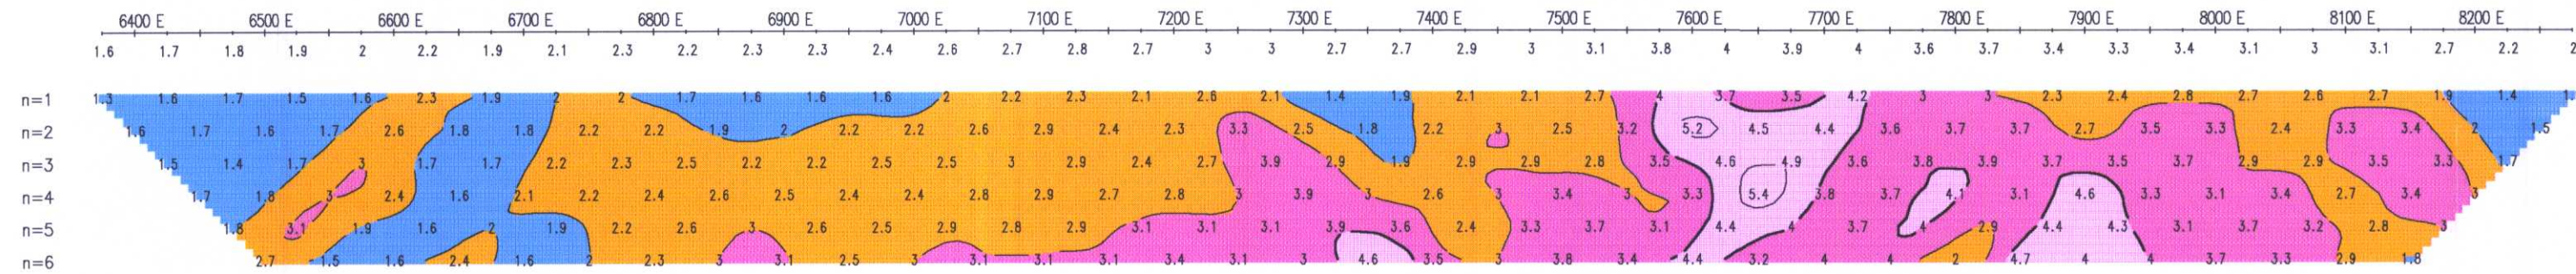 6400 E 6500 E 6600 E 6700 E 6800 E 6900 E 7000 E 7100 E 7200 E 7300 E 7400 E 7500 E 7600 E 7700 E 7800 E 7900 E 8000 E 8100 E 8200 E
1.6 1.7 1.8 1.9 2 2.2 1.9 2.1 2.3 2.2 2.3 2.3 2.4 2.6 2.7 2.8 2.7 3 3 2.7 2.7 2.9 3 3.1 3.8 4 3.9 4 3.6 3.7 3.4 3.3 3.4 3.1 3 3.1 2.7 2.2 2
n=1 1.3 1.6 1.7 1.5 1.6 2.3 1.9 2 2 1.7 1.6 1.6 1.6 2 2.2 2.3 2.1 2.6 2.1 1.4 1.9 2.1 2.1 2.7 4 3.7 3.5 4.2 3 3 2.3 2.4 2.8 2.7 2.6 2.7 1.9 1.4 1.
n=2 1.6 1.7 1.6 1.7 2.6 1.8 1.8 2.2 2.2 1.9 2 2.2 2.2 2.6 2.9 2.4 2.3 3.3 2.5 1.8 2.2 3 2.5 3.2 5.2 4.5 4.4 3.6 3.7 3.7 2.7 3.5 3.3 2.4 3.3 3.4 2 1.5
n=3 1.5 1.4 1.7 3 1.7 1.7 2.2 2.3 2.5 2.2 2.2 2.5 2.5 3 2.9 2.4 2.7 3.9 2.9 1.9 2.9 2.9 2.8 3.5 4.6 4.9 3.6 3.8 3.9 3.7 3.5 3.7 2.9 2.9 3.5 3.3 1.7
n=4 1.7 1.8 3 2.4 1.6 2.1 2.2 2.4 2.6 2.5 2.4 2.4 2.8 2.9 2.7 2.8 3 3.9 3 2.6 3 3.4 3 3.3 5.4 3.8 3.7 4.1 3.1 4.6 3.3 3.1 3.4 2.7 3.4 3
n=5 1.8 3.1 1.9 1.6 2 1.9 2.2 2.6 3 2.6 2.5 2.9 2.8 2.9 3.1 3.1 3.1 3.9 3.6 2.4 3.3 3.7 3.1 4.4 4 3.7 4 2.9 4.4 4.3 3.1 3.7 3.2 2.8 3
n=6 2.7 1.5 1.6 2.4 1.6 2 2.3 3 3.1 2.5 3 3.1 3.1 3.1 3.4 3.1 3 4.6 3.5 3 3.8 3.4 4.4 3.2 4 4 2 4.7 4 4 3.7 3.3 2.9 1.8